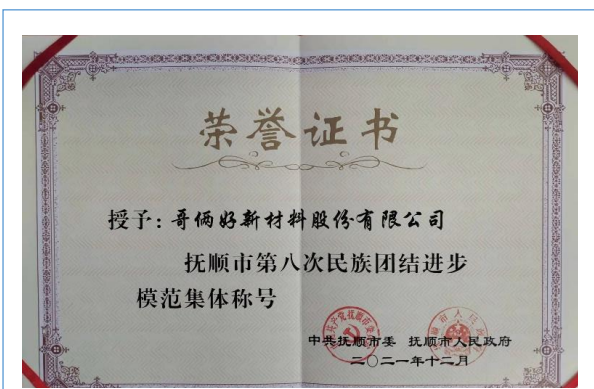 荣誉证书
授予：哥俩好新材料股份有限公司
抚顺市第八次民族团结进步
模范集体称号
中共抚顺市委 抚顺市人民政府
二〇二一年十二月